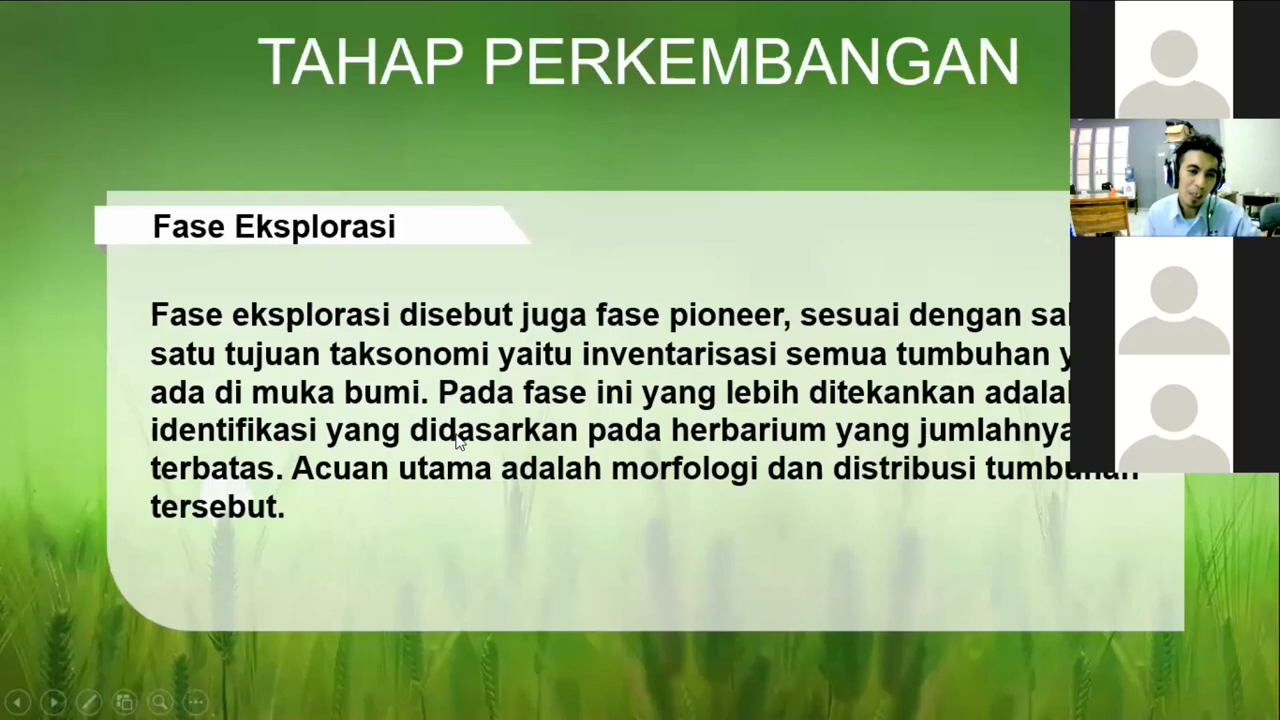 TAHAP PERKEMBANGAN
Fase Eksplorasi
Fase eksplorasi disebut juga fase pioneer, sesuai dengan
satu tujuan taksonomi yaitu inventarisasi semua tumbuhan
ada di muka bumi. Pada fase ini yang lebih ditekankan adalah
identifikasi yang didasarkan pada herbarium yang jumlahnya
terbatas. Acuan utama adalah morfologi dan distribusi tumbuhan
tersebut.